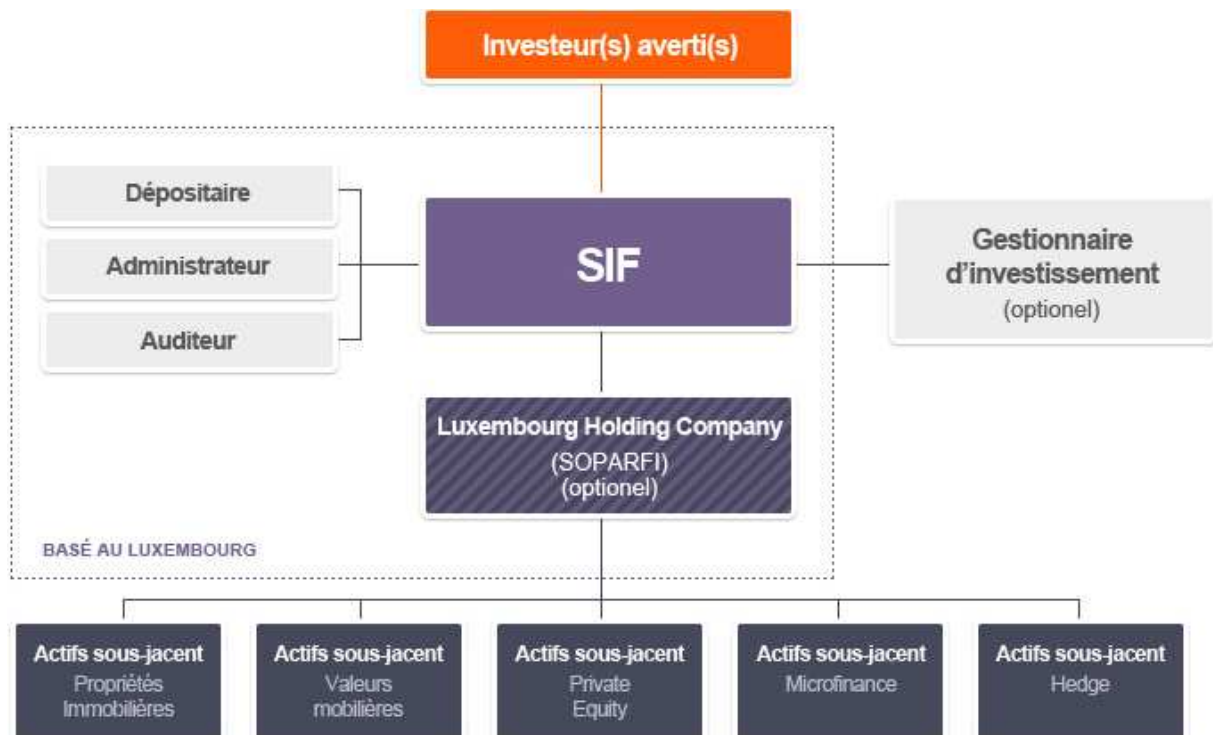 Investeur(s) averti(s)
Dépositaire
Administrateur
Auditeur
SIF
Gestionnaire
d'investissement
(optionel)
Luxembourg Holding Company
(SOPARFI)
(optionel)
BASÉ AU LUXEMBOURG
Actifs sous-jacent
Propriétés
Immobilières
Actifs sous-jacent
Valeurs
mobilières
Actifs sous-jacent
Private
Equity
Actifs sous-jacent
Microfinance
Actifs sous-jacent
Hedge